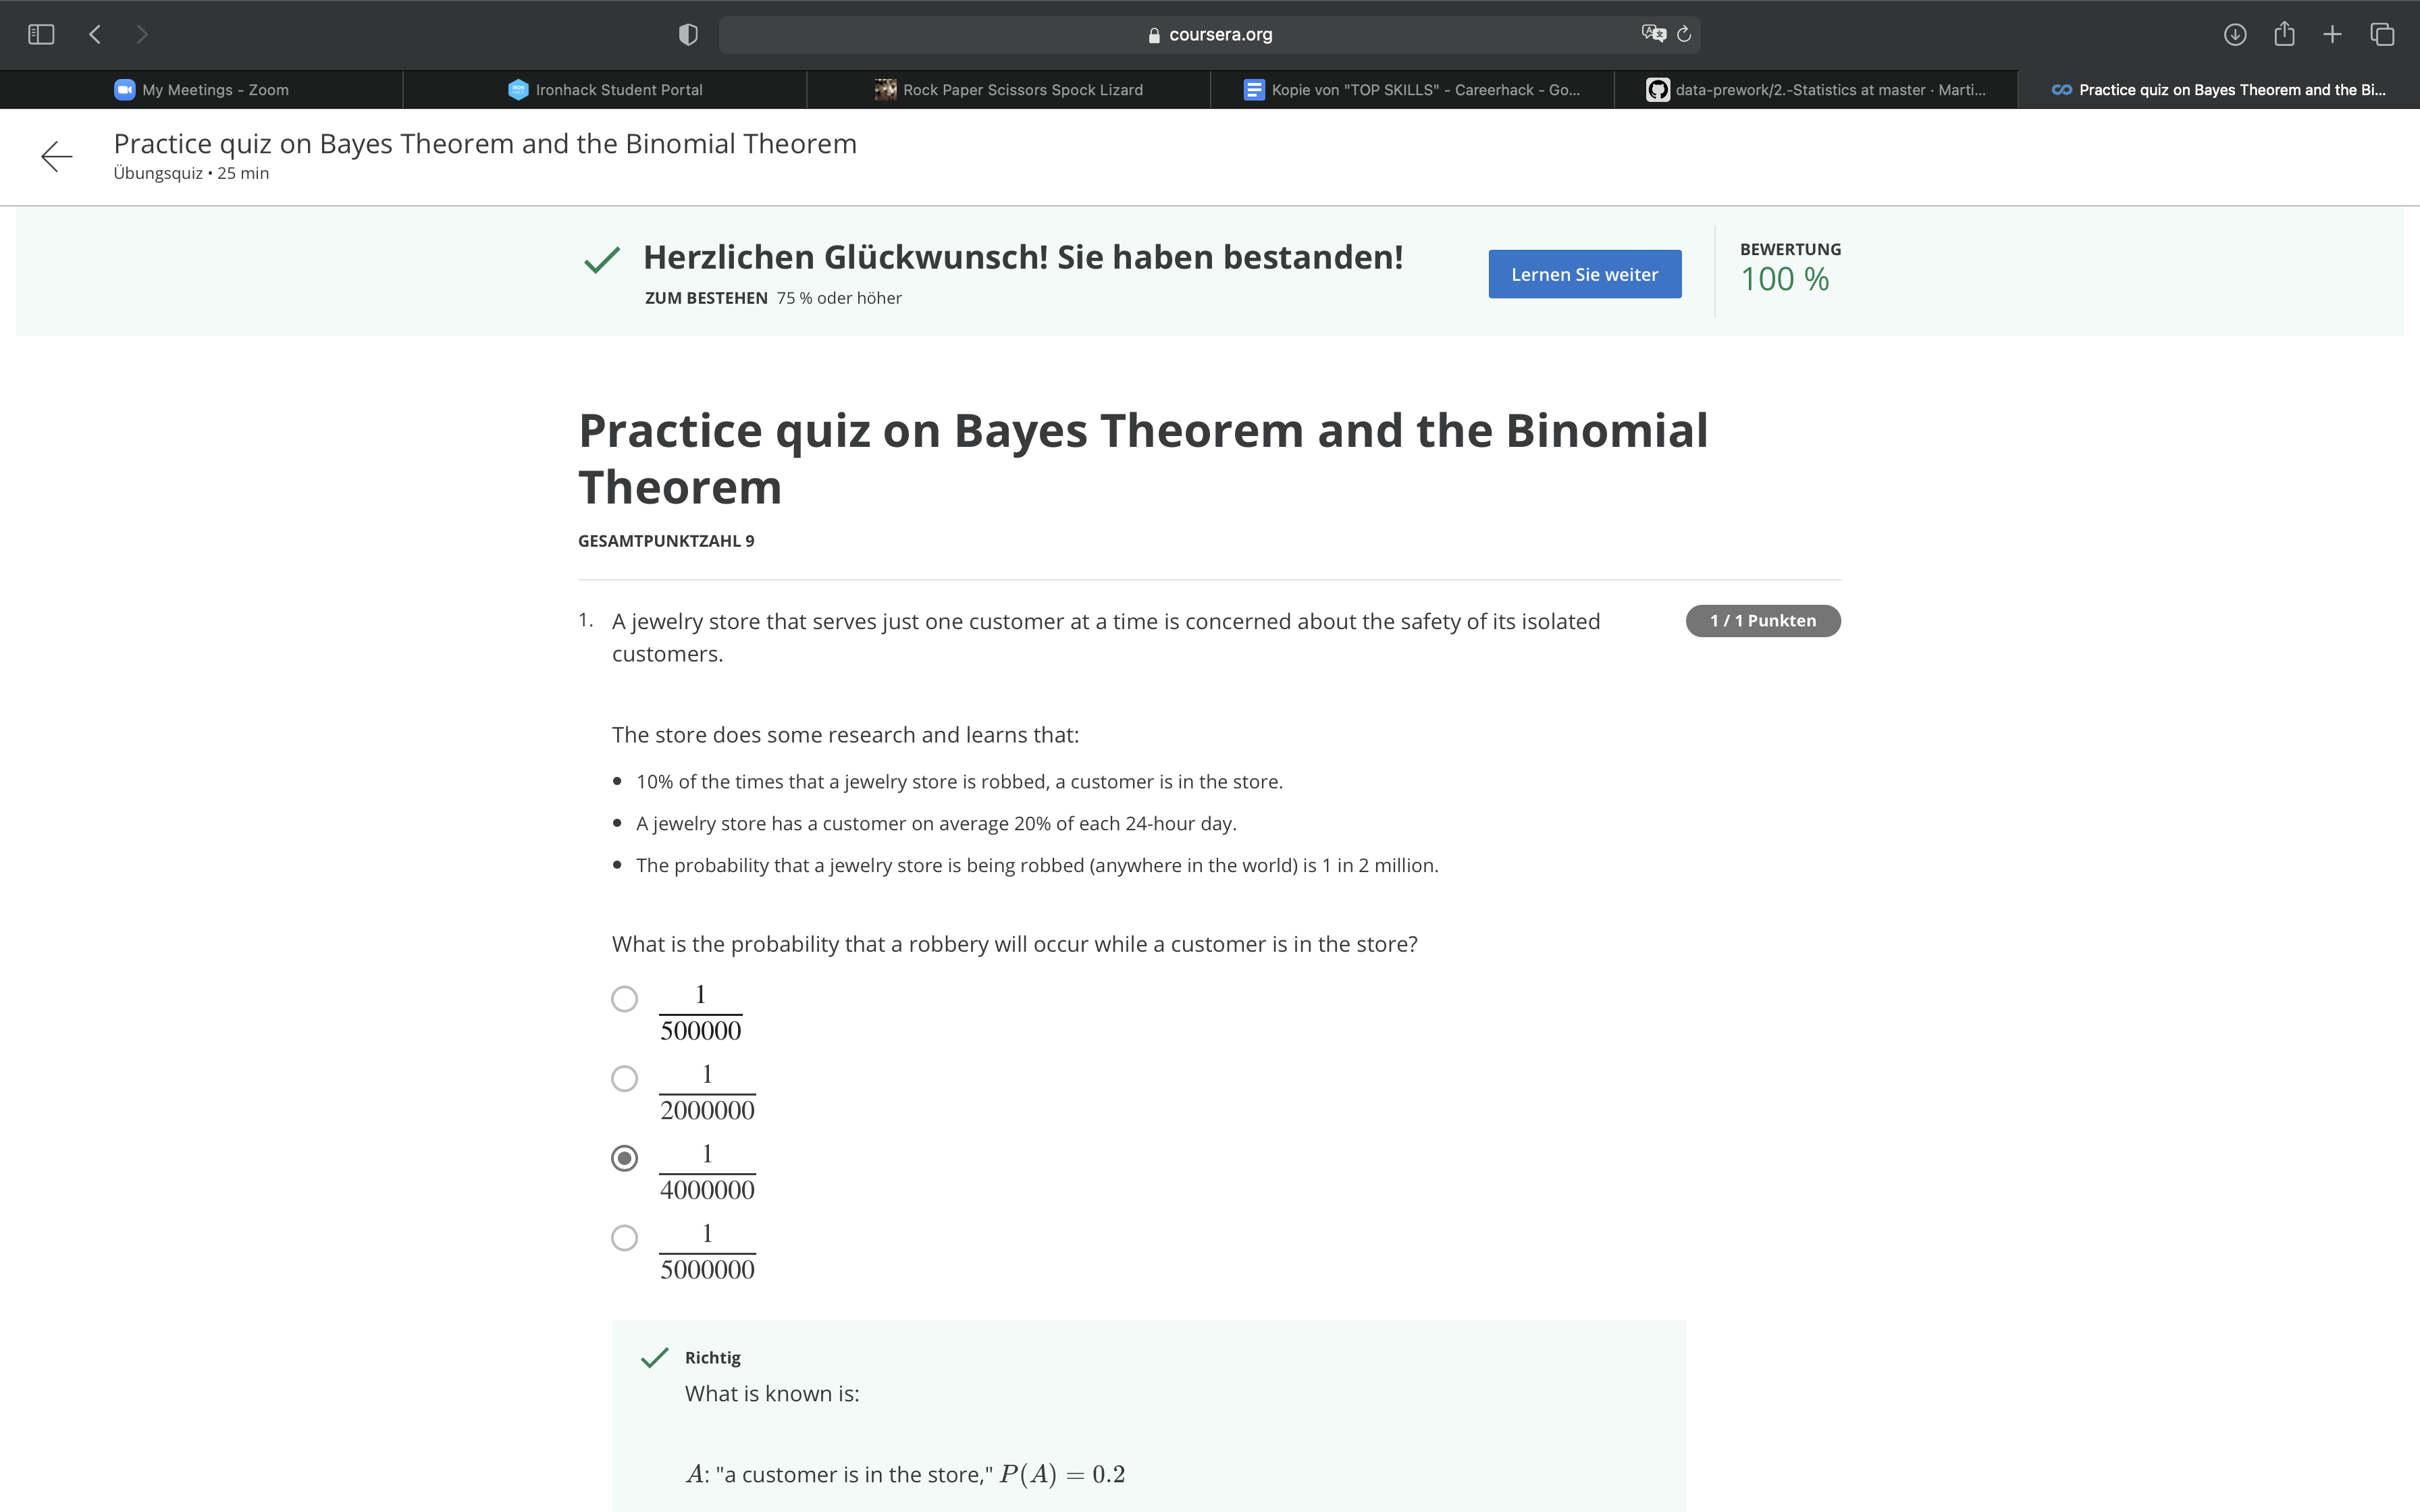 coursera.org
My Meetings - Zoom
Ironhack Student Portal
Rock Paper Scissors Spock Lizard
Kopie von "TOP SKILLS" - Careerhack - Go...
data-prework/2.-Statistics at master · Marti...
Practice quiz on Bayes Theorem and the Bi...
Practice quiz on Bayes Theorem and the Binomial Theorem
Übungsquiz • 25 min
Herzlichen Glückwunsch! Sie haben bestanden!
ZUM BESTEHEN 75 % oder höher
Lernen Sie weiter
BEWERTUNG
100 %
Practice quiz on Bayes Theorem and the Binomial
Theorem
GESAMTPUNKTZAHL 9
1. A jewelry store that serves just one customer at a time is concerned about the safety of its isolated
customers.
1 / 1 Punkten
The store does some research and learns that:
• 10% of the times that a jewelry store is robbed, a customer is in the store.
• A jewelry store has a customer on average 20% of each 24-hour day.
• The probability that a jewelry store is being robbed (anywhere in the world) is 1 in 2 million.
What is the probability that a robbery will occur while a customer is in the store?
1
500000
1
2000000
1
4000000
1
5000000
Richtig
What is known is:
A: "a customer is in the store," P(A) = 0.2